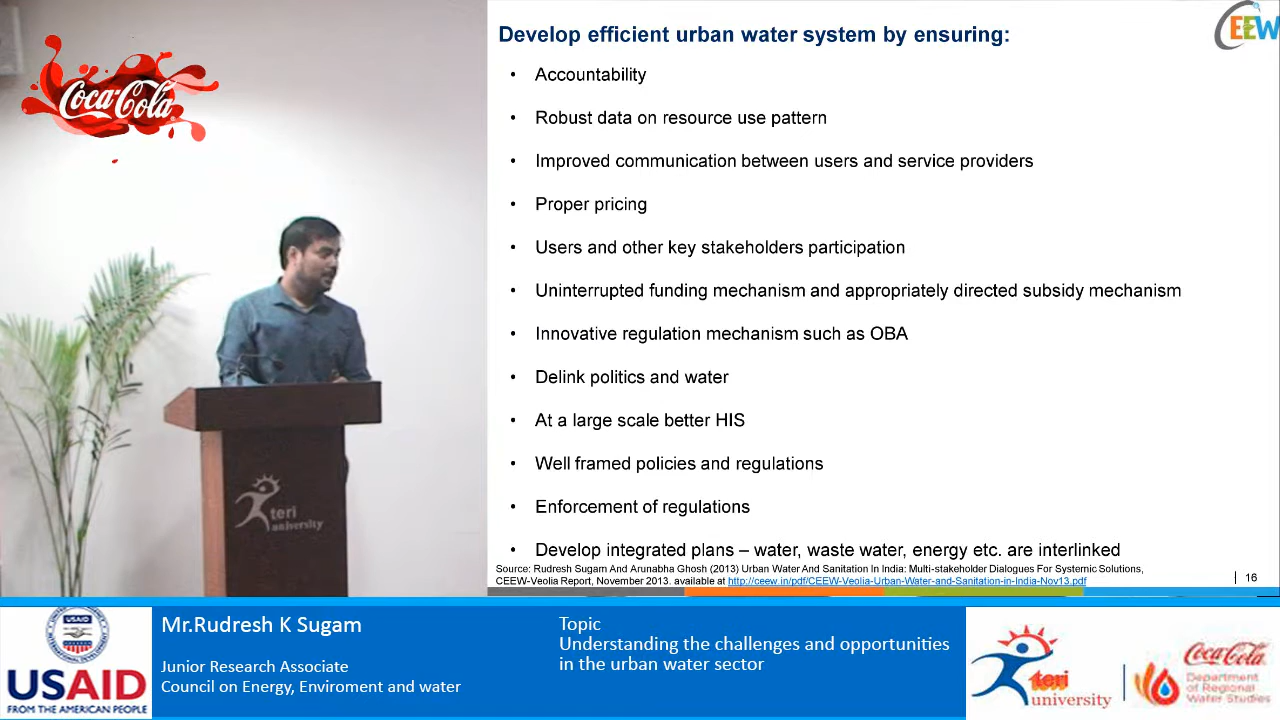 Coca-Cola
teri
university
CEEW
Develop efficient urban water system by ensuring:
• Accountability
• Robust data on resource use pattern
• Improved communication between users and service providers
• Proper pricing
• Users and other key stakeholders participation
• Uninterrupted funding mechanism and appropriately directed subsidy mechanism
• Innovative regulation mechanism such as OBA
• Delink politics and water
• At a large scale better HIS
• Well framed policies and regulations
• Enforcement of regulations
• Develop integrated plans – water, waste water, energy etc. are interlinked
Source: Rudresh Sugam And Arunabha Ghosh (2013) Urban Water And Sanitation In India: Multi-stakeholder Dialogues For Systemic Solutions,
CEEW-Veolia Report, November 2013. available at http://ceew.in/pdf/CEEW-Veolia-Urban-Water-and-Sanitation-in-India-Nov13.pdf
16
USAID
USAID
FROM THE AMERICAN PEOPLE
Mr.Rudresh K Sugam
Junior Research Associate
Council on Energy, Enviroment and water
Topic
Understanding the challenges and opportunities
in the urban water sector
teri
university
Coca-Cola
Department
of Regional
Water Studies